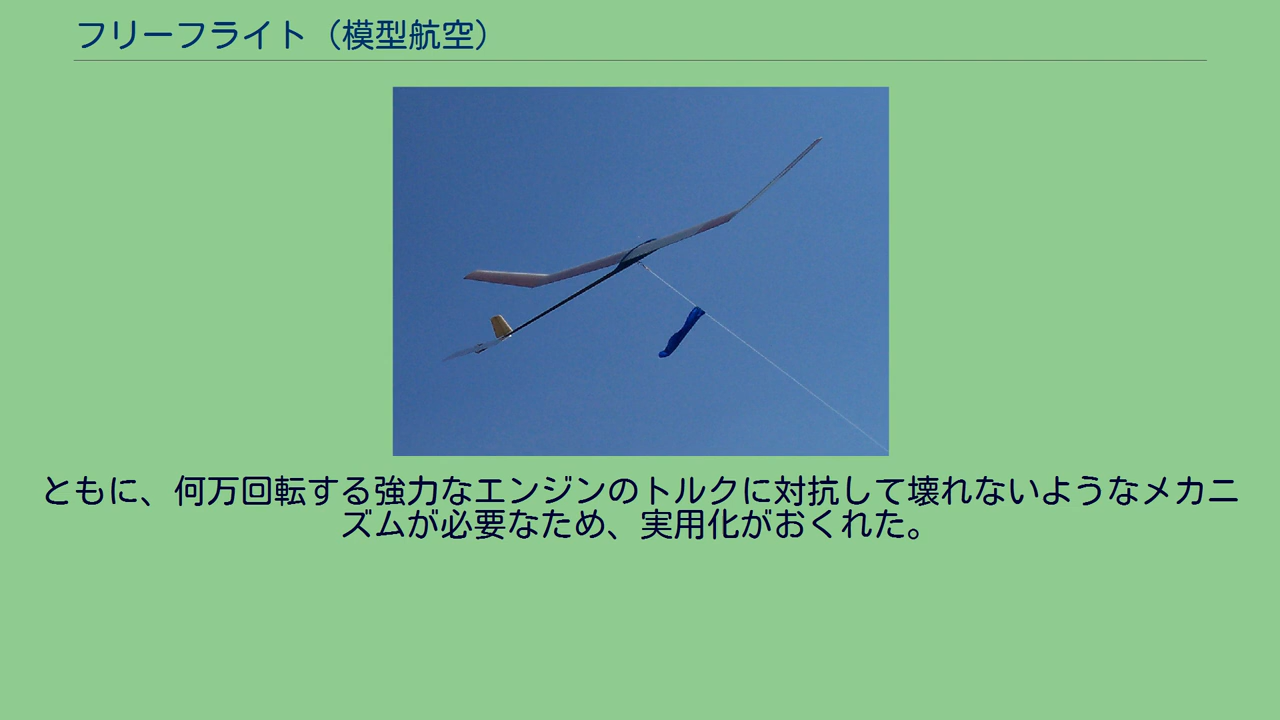 フリーフライト（模型航空）
ともに、何万回転する強力なエンジンのトルクに対抗して壊れないようなメカニ
ズムが必要なため、実用化がおくれた。